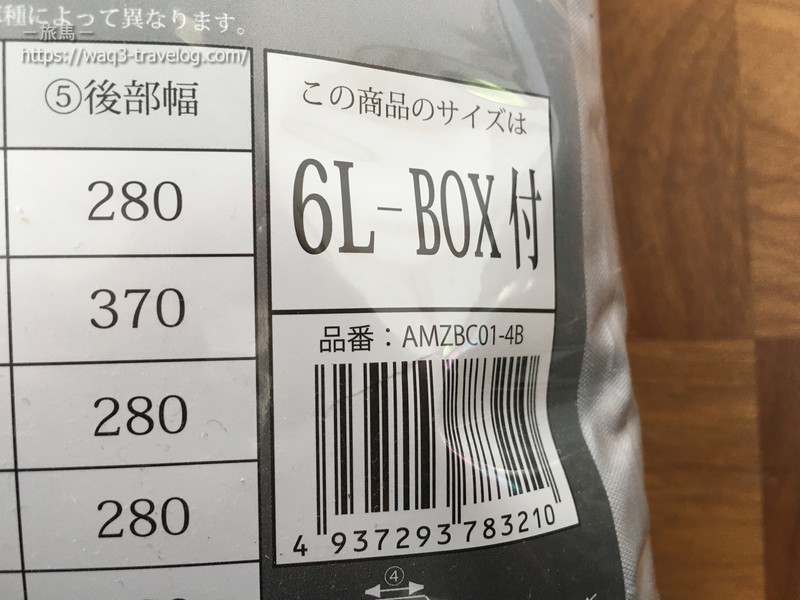 車種によって異なります。
― 旅馬 ―
https://waq3-travelog.com/
⑤後部幅
280
370
280
280
この商品のサイズは
6L-BOX付
品番：AMZBC01-4B
4 937293 783210
④